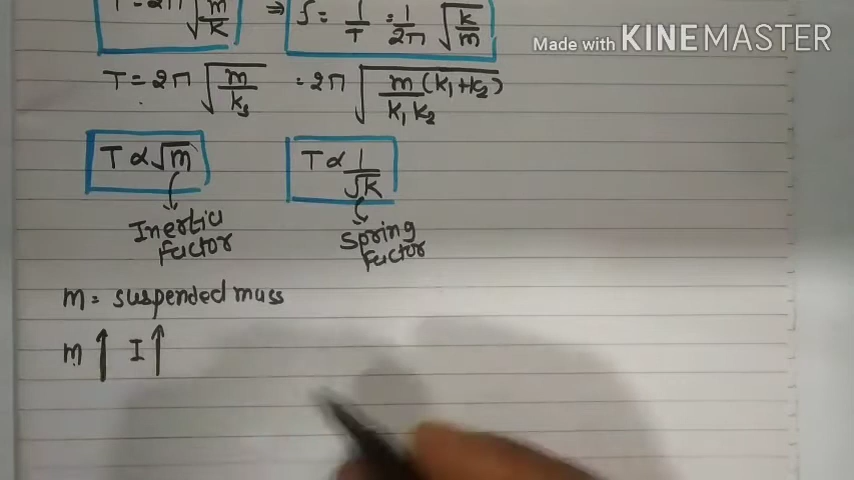 T = 2π √(m/K) ⇒ f = 1/T = 1/2π √(k/m)
Made with KINEMASTER
T = 2π √(m/ks) = 2π √(m(k₁+k₂)/k₁k₂)
T ∝ √m T ∝ 1/√K
Inertia Spring
factor factor
m = suspended mass
m ↑ I ↑